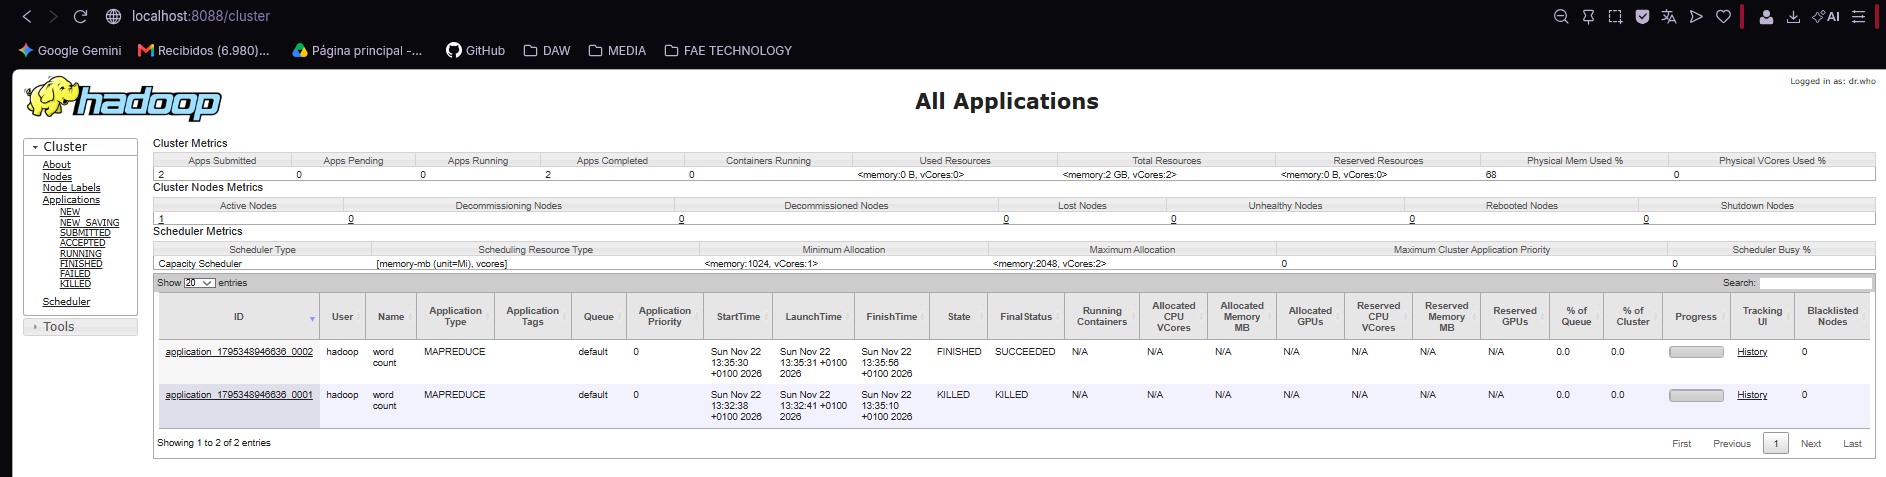 localhost:8088/cluster
AI
Google Gemini Recibidos (6.980)... Página principal -... GitHub DAW MEDIA FAE TECHNOLOGY
Logged in as: dr.who
hadoop
All Applications
Cluster
About
Nodes
Node Labels
Applications
NEW
NEW_SAVING
SUBMITTED
ACCEPTED
RUNNING
FINISHED
FAILED
KILLED
Scheduler
Tools
Cluster Metrics
Apps Submitted Apps Pending Apps Running Apps Completed Containers Running Used Resources Total Resources Reserved Resources Physical Mem Used % Physical VCores Used %
2 0 0 2 0 <memory:0 B, vCores:0> <memory:2 GB, vCores:2> <memory:0 B, vCores:0> 68 0
Cluster Nodes Metrics
Active Nodes Decommissioning Nodes Decommissioned Nodes Lost Nodes Unhealthy Nodes Rebooted Nodes Shutdown Nodes
1 0 0 0 0 0 0
Scheduler Metrics
Scheduler Type Scheduling Resource Type Minimum Allocation Maximum Allocation Maximum Cluster Application Priority Scheduler Busy %
Capacity Scheduler [memory-mb (unit=Mi), vcores] <memory:1024, vCores:1> <memory:2048, vCores:2> 0 0
Show 20 entries Search:
ID User Name Application Type Application Tags Queue Application Priority StartTime LaunchTime FinishTime State FinalStatus Running Containers Allocated CPU VCores Allocated Memory MB Allocated GPUs Reserved CPU VCores Reserved Memory MB Reserved GPUs % of Queue % of Cluster Progress Tracking UI Blacklisted Nodes
application_1795348946636_0002 hadoop word count MAPREDUCE default 0 Sun Nov 22 13:35:30 +0100 2026 Sun Nov 22 13:35:31 +0100 2026 Sun Nov 22 13:35:56 +0100 2026 FINISHED SUCCEEDED N/A N/A N/A N/A N/A N/A N/A 0.0 0.0 History 0
application_1795348946636_0001 hadoop word count MAPREDUCE default 0 Sun Nov 22 13:32:38 +0100 2026 Sun Nov 22 13:32:41 +0100 2026 Sun Nov 22 13:35:10 +0100 2026 KILLED KILLED N/A N/A N/A N/A N/A N/A N/A 0.0 0.0 History 0
Showing 1 to 2 of 2 entries First Previous 1 Next Last